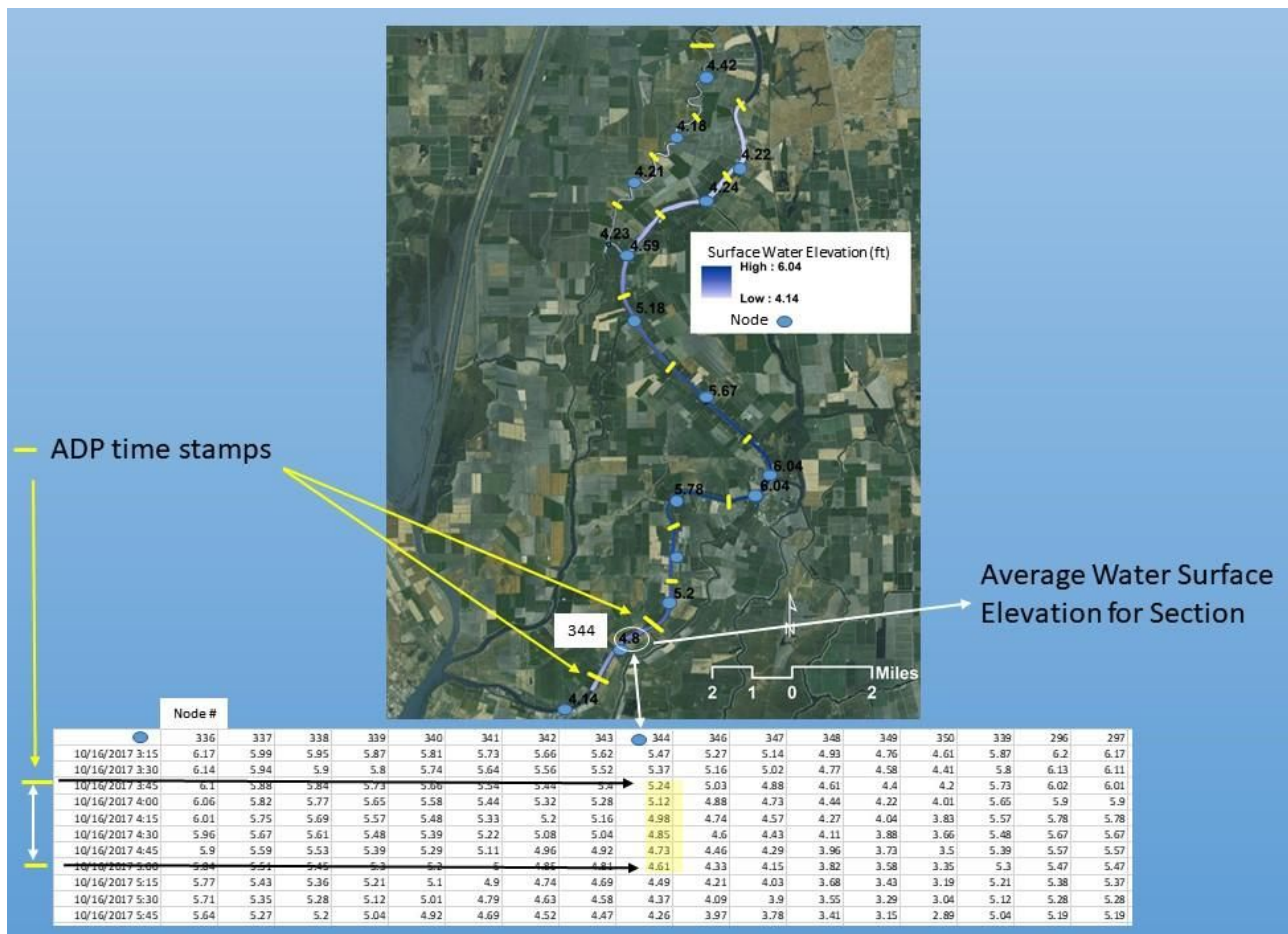 4.42
4.18
4.22
4.21
4.24
4.23
4.59
Surface Water Elevation (ft)
High : 6.04
Low : 4.14
Node
5.18
5.67
ADP time stamps
6.04
6.04
5.78
Average Water Surface
Elevation for Section
5.2
344
4.8
N
Miles
2 1 0 2
4.14
Node #
336 337 338 339 340 341 342 343 344 346 347 348 349 350 339 296 297
10/16/2017 3:15 6.17 5.99 5.95 5.87 5.81 5.73 5.66 5.62 5.47 5.27 5.14 4.93 4.76 4.61 5.87 6.2 6.17
10/16/2017 3:30 6.14 5.94 5.9 5.8 5.74 5.64 5.56 5.52 5.37 5.16 5.02 4.77 4.58 4.41 5.8 6.13 6.11
10/16/2017 3:45 6.1 5.88 5.84 5.73 5.66 5.54 5.44 5.4 5.24 5.03 4.88 4.61 4.4 4.2 5.73 6.02 6.01
10/16/2017 4:00 6.06 5.82 5.77 5.65 5.58 5.44 5.32 5.28 5.12 4.88 4.73 4.44 4.22 4.01 5.65 5.9 5.9
10/16/2017 4:15 6.01 5.75 5.69 5.57 5.48 5.33 5.2 5.16 4.98 4.74 4.57 4.27 4.04 3.83 5.57 5.78 5.78
10/16/2017 4:30 5.96 5.67 5.61 5.48 5.39 5.22 5.08 5.04 4.85 4.6 4.43 4.11 3.88 3.66 5.48 5.67 5.67
10/16/2017 4:45 5.9 5.59 5.53 5.39 5.29 5.11 4.96 4.92 4.73 4.46 4.29 3.96 3.73 3.5 5.39 5.57 5.57
10/16/2017 5:00 5.84 5.51 5.45 5.3 5.2 5 4.85 4.81 4.61 4.33 4.15 3.82 3.58 3.35 5.3 5.47 5.47
10/16/2017 5:15 5.77 5.43 5.36 5.21 5.1 4.9 4.74 4.69 4.49 4.21 4.03 3.68 3.43 3.19 5.21 5.38 5.37
10/16/2017 5:30 5.71 5.35 5.28 5.12 5.01 4.79 4.63 4.58 4.37 4.09 3.9 3.55 3.29 3.04 5.12 5.28 5.28
10/16/2017 5:45 5.64 5.27 5.2 5.04 4.92 4.69 4.52 4.47 4.26 3.97 3.78 3.41 3.15 2.89 5.04 5.19 5.19